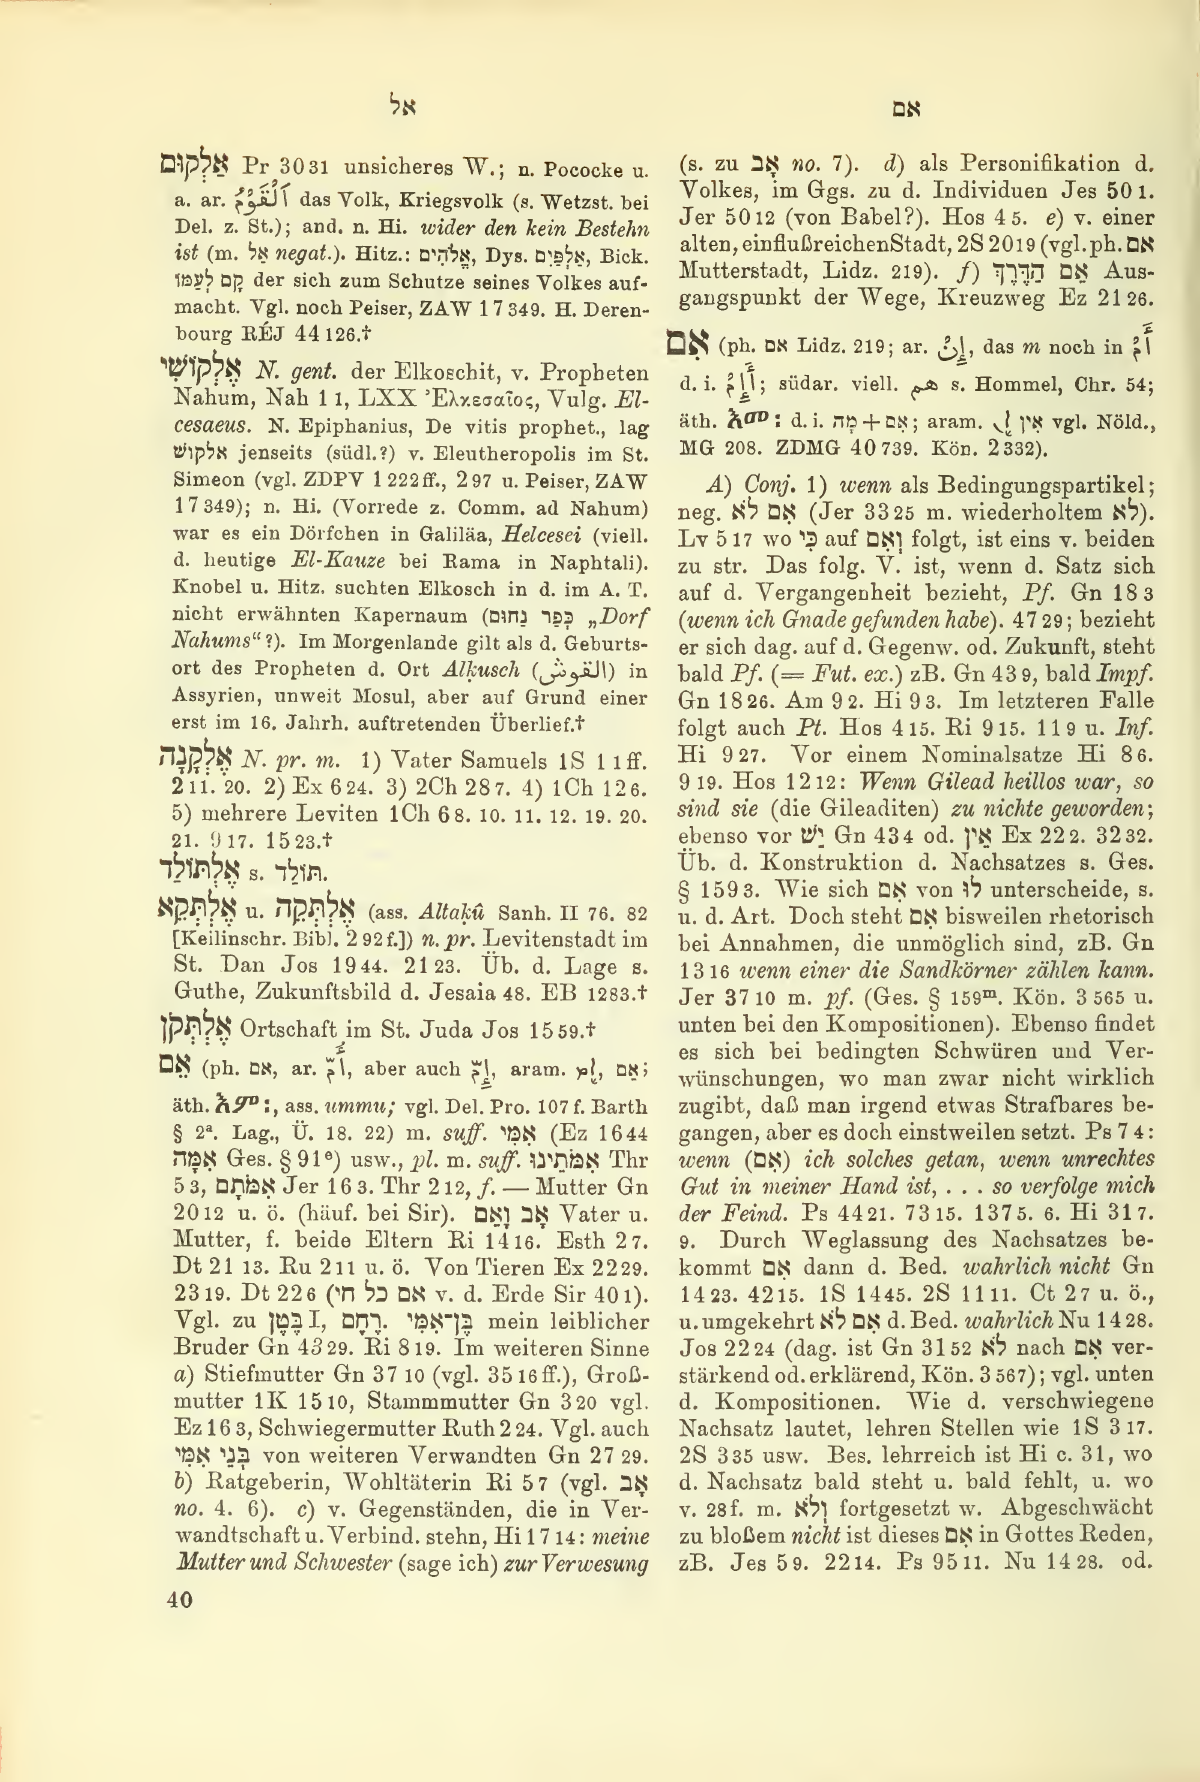 אל
אם
אַלְקוּם Pr 3031 unsicheres W.; n. Pococke u.
a. ar. اَلْقَوْمُ das Volk, Kriegsvolk (s. Wetzst. bei
Del. z. St.); and. n. Hi. wider den kein Bestehn
ist (m. אַל negat.). Hitz.: אֱלֹהִים, Dys. אַלְפַּיִם, Bick.
קָם לְעַמּוֹ der sich zum Schutze seines Volkes auf-
macht. Vgl. noch Peiser, ZAW 17 349. H. Deren-
bourg RÉJ 44 126.†
אֶלְקוֹשִׁי N. gent. der Elkoschit, v. Propheten
Nahum, Nah 1 1, LXX Ἐλκεσαῖος, Vulg. El-
cesaeus. N. Epiphanius, De vitis prophet., lag
אלקוש jenseits (südl.?) v. Eleutheropolis im St.
Simeon (vgl. ZDPV 1 222ff., 2 97 u. Peiser, ZAW
17 349); n. Hi. (Vorrede z. Comm. ad Nahum)
war es ein Dörfchen in Galiläa, Helcesei (viell.
d. heutige El-Kauze bei Rama in Naphtali).
Knobel u. Hitz. suchten Elkosch in d. im A. T.
nicht erwähnten Kapernaum (כְּפַר נַחוּם „Dorf
Nahums“?). Im Morgenlande gilt als d. Geburts-
ort des Propheten d. Ort Alḳusch (القوش) in
Assyrien, unweit Mosul, aber auf Grund einer
erst im 16. Jahrh. auftretenden Überlief.†
אֶלְקָנָה N. pr. m. 1) Vater Samuels 1S 1 1ff.
2 11. 20. 2) Ex 6 24. 3) 2Ch 28 7. 4) 1Ch 12 6.
5) mehrere Leviten 1Ch 6 8. 10. 11. 12. 19. 20.
21. 9 17. 15 23.†
אֶלְתּוֹלַד s. תּוֹלָד.
אֶלְתְּקֵא u. אֶלְתְּקֵה (ass. Altaḳû Sanh. II 76. 82
[Keilinschr. Bibl. 2 92f.]) n. pr. Levitenstadt im
St. Dan Jos 19 44. 21 23. Üb. d. Lage s.
Guthe, Zukunftsbild d. Jesaia 48. EB 1283.†
אֶלְתְּקֹן Ortschaft im St. Juda Jos 15 59.†
אֵם (ph. אם, ar. أُمّ, aber auch إِمّ, aram. אֵם;
äth. እም:, ass. ummu; vgl. Del. Pro. 107 f. Barth
§ 2a. Lag., Ü. 18. 22) m. suff. אִמִּי (Ez 16 44
אִמָּהּ Ges. § 91e) usw., pl. m. suff. אִמֹּתֵינוּ Thr
5 3, אִמֹּתָם Jer 16 3. Thr 2 12, f. — Mutter Gn
20 12 u. ö. (häuf. bei Sir). אָב וָאֵם Vater u.
Mutter, f. beide Eltern Ri 14 16. Esth 2 7.
Dt 21 13. Ru 2 11 u. ö. Von Tieren Ex 22 29.
23 19. Dt 22 6 (אם כל חי v. d. Erde Sir 40 1).
Vgl. zu בֶּטֶן I, רֶחֶם. בֶּן־אִמִּי mein leiblicher
Bruder Gn 43 29. Ri 8 19. Im weiteren Sinne
a) Stiefmutter Gn 37 10 (vgl. 35 16ff.), Groß-
mutter 1K 15 10, Stammmutter Gn 3 20 vgl.
Ez 16 3, Schwiegermutter Ruth 2 24. Vgl. auch
בְּנֵי אִמִּי von weiteren Verwandten Gn 27 29.
b) Ratgeberin, Wohltäterin Ri 5 7 (vgl. אָב
no. 4. 6). c) v. Gegenständen, die in Ver-
wandtschaft u. Verbind. stehn, Hi 17 14: meine
Mutter und Schwester (sage ich) zur Verwesung
40
(s. zu אָב no. 7). d) als Personifikation d.
Volkes, im Ggs. zu d. Individuen Jes 50 1.
Jer 50 12 (von Babel?). Hos 4 5. e) v. einer
alten, einflußreichen Stadt, 2S 20 19 (vgl. ph. אם
Mutterstadt, Lidz. 219). f) אֵם הַדֶּרֶךְ Aus-
gangspunkt der Wege, Kreuzweg Ez 21 26.
אִם (ph. אם Lidz. 219; ar. إِنْ, das m noch in أَمْ
d. i. ; südar. viell. s. Hommel, Chr. 54;
äth. እመ: d. i. אִם + מָה; aram. אִין vgl. Nöld.,
MG 208. ZDMG 40 739. Kön. 2 332).
A) Conj. 1) wenn als Bedingungspartikel;
neg. אִם לֹא (Jer 33 25 m. wiederholtem לֹא).
Lv 5 17 wo כִּי auf וְאִם folgt, ist eins v. beiden
zu str. Das folg. V. ist, wenn d. Satz sich
auf d. Vergangenheit bezieht, Pf. Gn 18 3
(wenn ich Gnade gefunden habe). 47 29; bezieht
er sich dag. auf d. Gegenw. od. Zukunft, steht
bald Pf. (= Fut. ex.) zB. Gn 43 9, bald Impf.
Gn 18 26. Am 9 2. Hi 9 3. Im letzteren Falle
folgt auch Pt. Hos 4 15. Ri 9 15. 11 9 u. Inf.
Hi 9 27. Vor einem Nominalsatze Hi 8 6.
9 19. Hos 12 12: Wenn Gilead heillos war, so
sind sie (die Gileaditen) zu nichte geworden;
ebenso vor יֵשׁ Gn 43 4 od. אֵין Ex 22 2. 32 32.
Üb. d. Konstruktion d. Nachsatzes s. Ges.
§ 159 3. Wie sich אִם von לוּ unterscheide, s.
u. d. Art. Doch steht אִם bisweilen rhetorisch
bei Annahmen, die unmöglich sind, zB. Gn
13 16 wenn einer die Sandkörner zählen kann.
Jer 37 10 m. pf. (Ges. § 159m. Kön. 3 565 u.
unten bei den Kompositionen). Ebenso findet
es sich bei bedingten Schwüren und Ver-
wünschungen, wo man zwar nicht wirklich
zugibt, daß man irgend etwas Strafbares be-
gangen, aber es doch einstweilen setzt. Ps 7 4:
wenn (אִם) ich solches getan, wenn unrechtes
Gut in meiner Hand ist, . . . so verfolge mich
der Feind. Ps 44 21. 73 15. 137 5. 6. Hi 31 7.
9. Durch Weglassung des Nachsatzes be-
kommt אִם dann d. Bed. wahrlich nicht Gn
14 23. 42 15. 1S 14 45. 2S 11 11. Ct 2 7 u. ö.,
u. umgekehrt אִם לֹא d. Bed. wahrlich Nu 14 28.
Jos 22 24 (dag. ist Gn 31 52 לֹא nach אִם ver-
stärkend od. erklärend, Kön. 3 567); vgl. unten
d. Kompositionen. Wie d. verschwiegene
Nachsatz lautet, lehren Stellen wie 1S 3 17.
2S 3 35 usw. Bes. lehrreich ist Hi c. 31, wo
d. Nachsatz bald steht u. bald fehlt, u. wo
v. 28 f. m. וְלֹא fortgesetzt w. Abgeschwächt
zu bloßem nicht ist dieses אִם in Gottes Reden,
zB. Jes 5 9. 22 14. Ps 95 11. Nu 14 28. od.